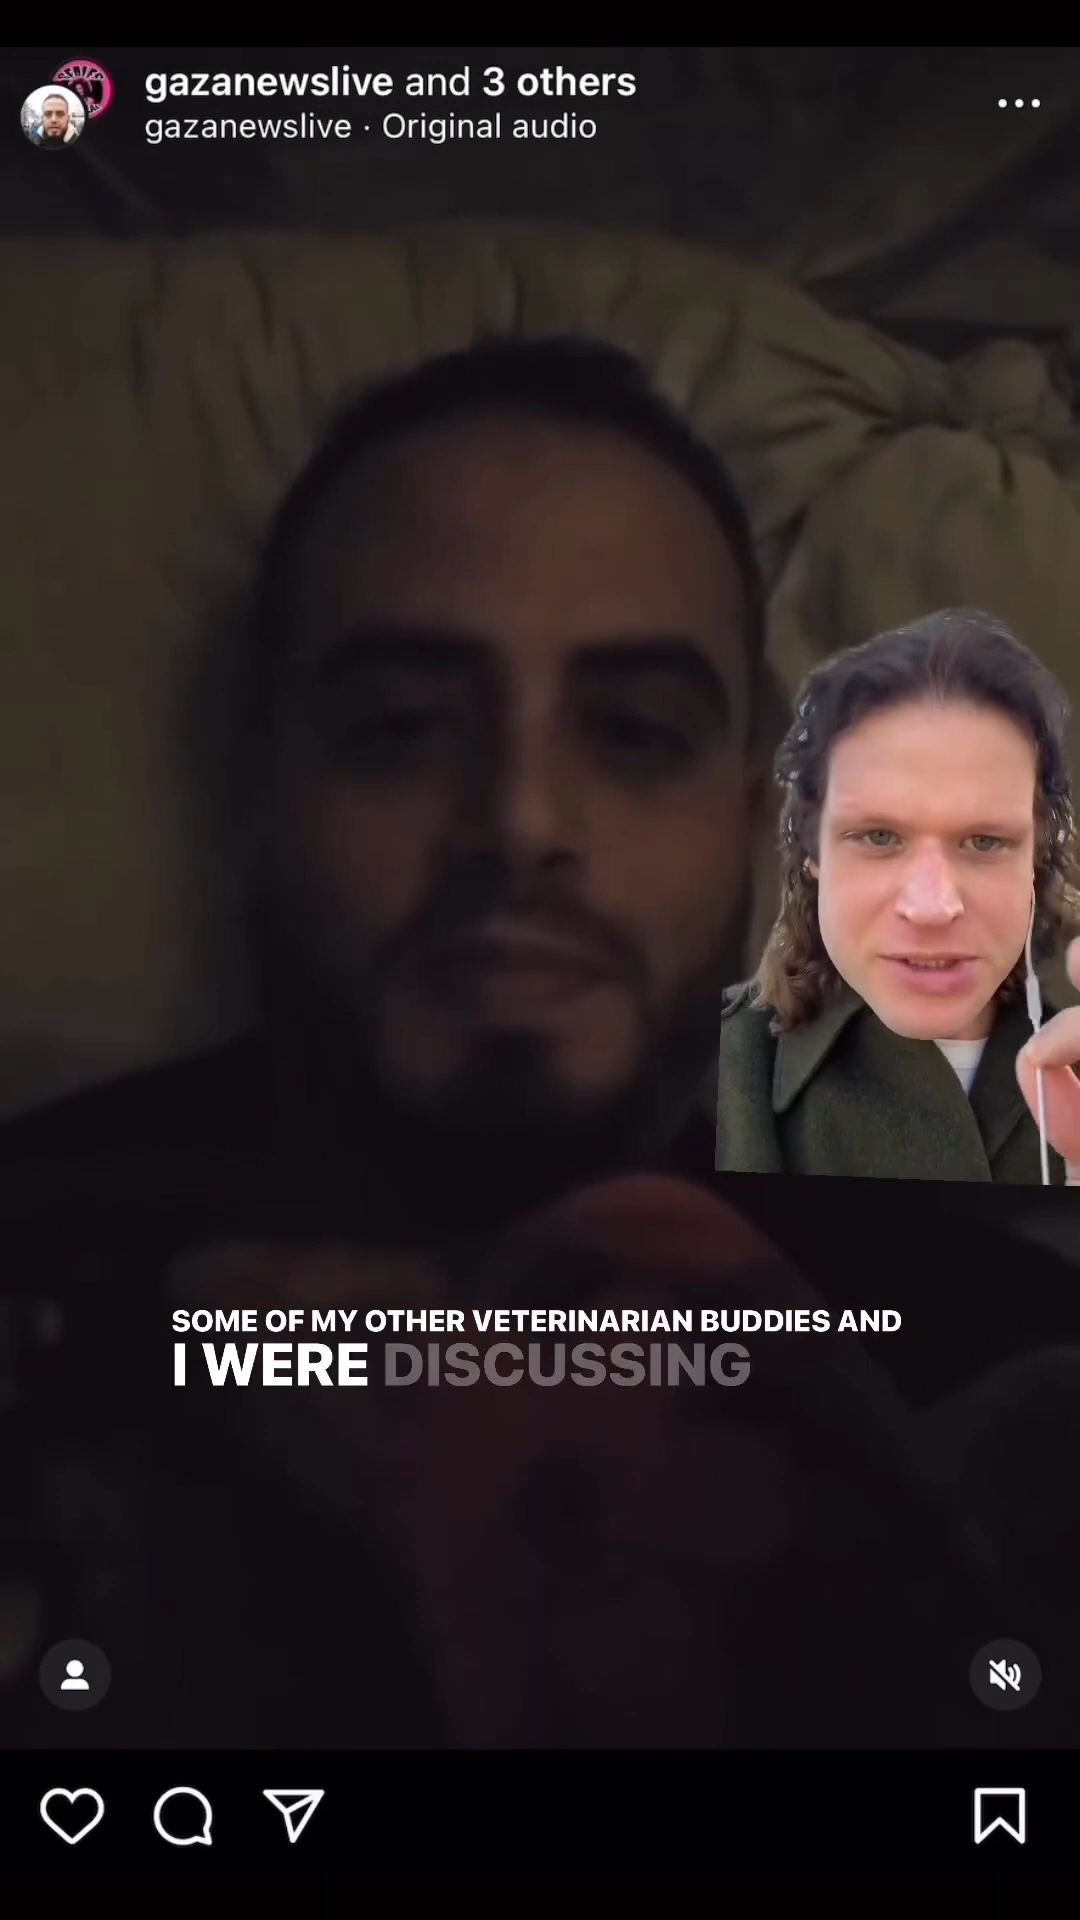 gazanewslive and 3 others
gazanewslive · Original audio
SOME OF MY OTHER VETERINARIAN BUDDIES AND
I WERE DISCUSSING